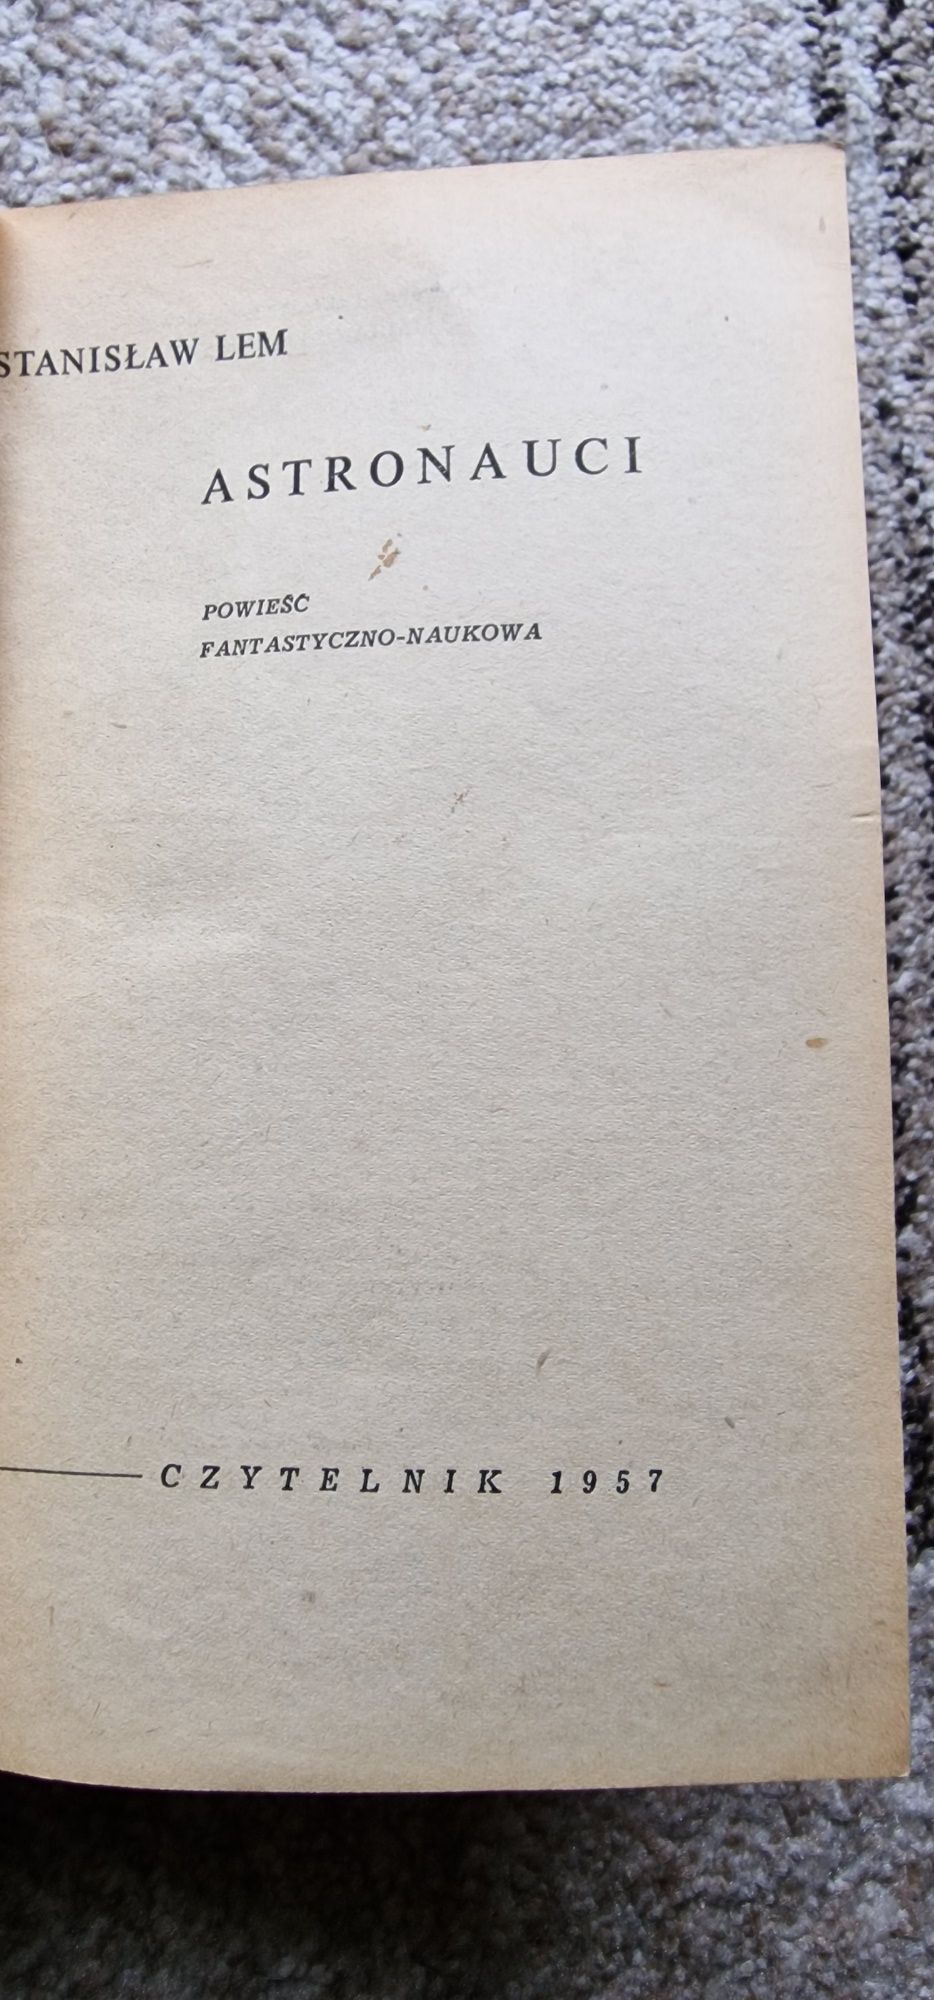 STANISŁAW LEM
ASTRONAUCI
POWIEŚĆ
FANTASTYCZNO-NAUKOWA
CZYTELNIK 1957